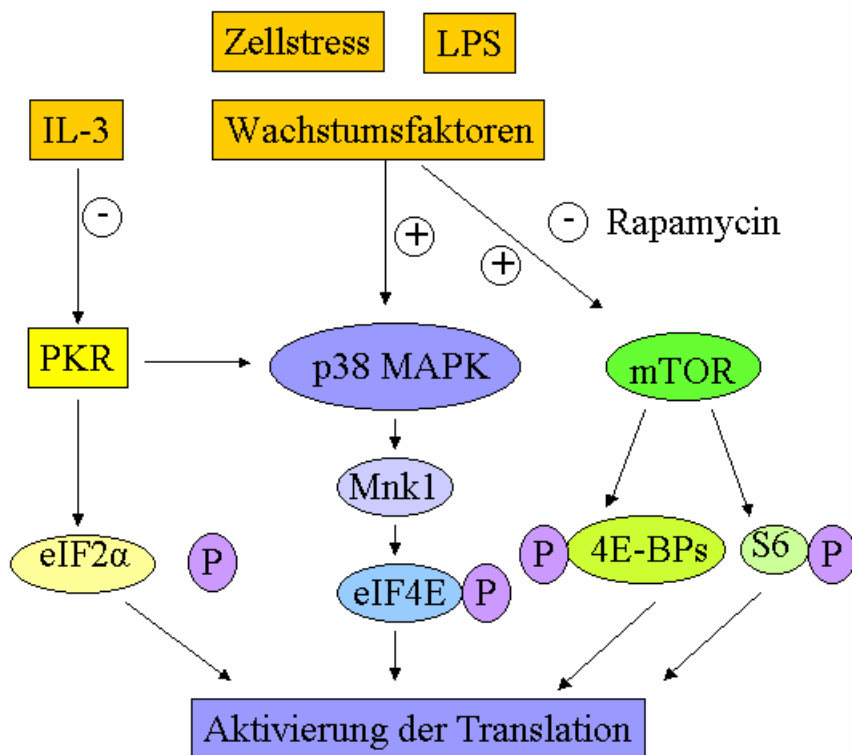 Zellstress
LPS
IL-3
Wachstumsfaktoren
-
+
+
- Rapamycin
PKR
p38 MAPK
mTOR
Mnk1
eIF2α
P
eIF4E
P
P
4E-BPs
S6
P
Aktivierung der Translation